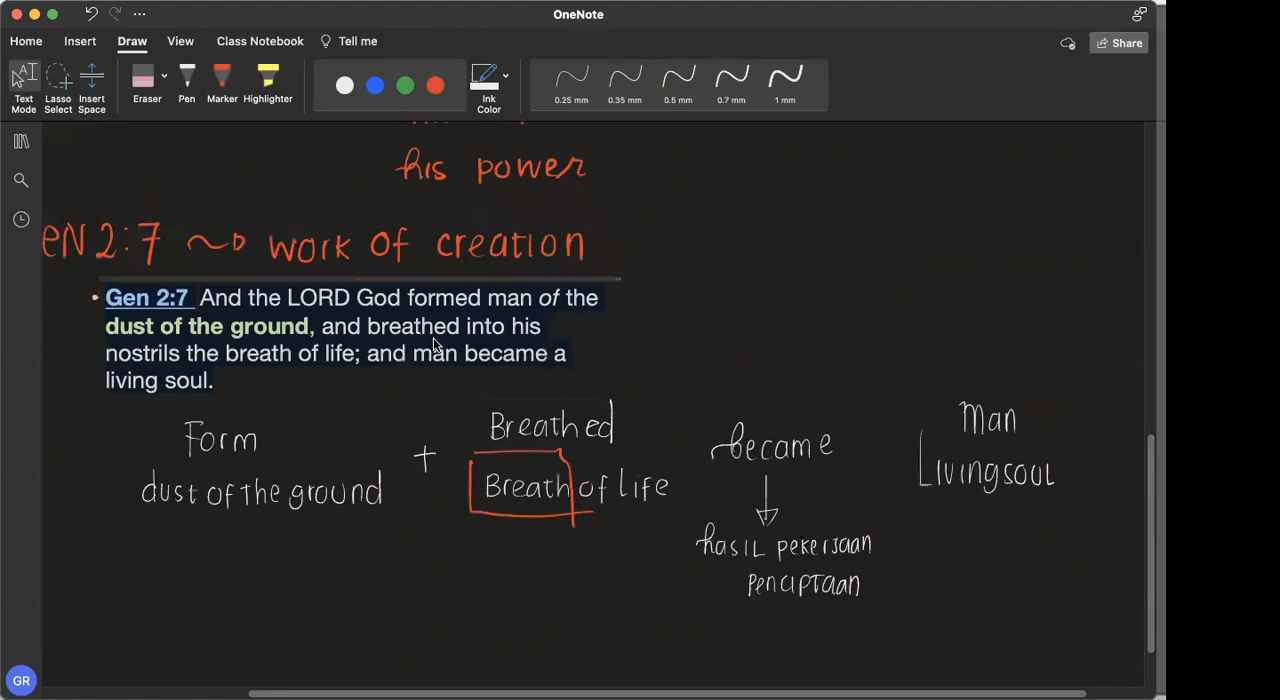 OneNote
Home Insert Draw View Class Notebook Tell me
Share
Text Mode
Lasso Select
Insert Space
Eraser
Pen
Marker
Highlighter
Ink Color
0.25 mm 0.35 mm 0.5 mm 0.7 mm 1 mm
his power
eN 2:7 work of creation
Gen 2:7 And the LORD God formed man of the
dust of the ground, and breathed into his
nostrils the breath of life; and man became a
living soul.
Form
dust of the ground
+
Breathed
Breath of life
became
hasil pekerjaan
penciptaan
Man
Livingsoul
GR